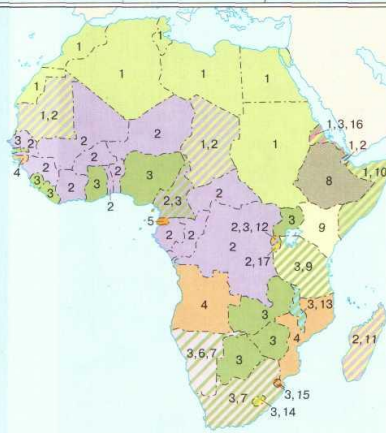 1
1
1 1 1
1
1, 2
2 2 1, 2 1 1, 3, 16
3 2 2 1, 2
2
4 2 2 3 8 1, 10
3 3 2 3
2 2, 3 2
5 2, 3, 12 3 9
2 2 2 2, 17 3, 9
4 3 3, 13 2, 11
3 4
3, 6, 7 3
3, 7 3, 15
3, 14